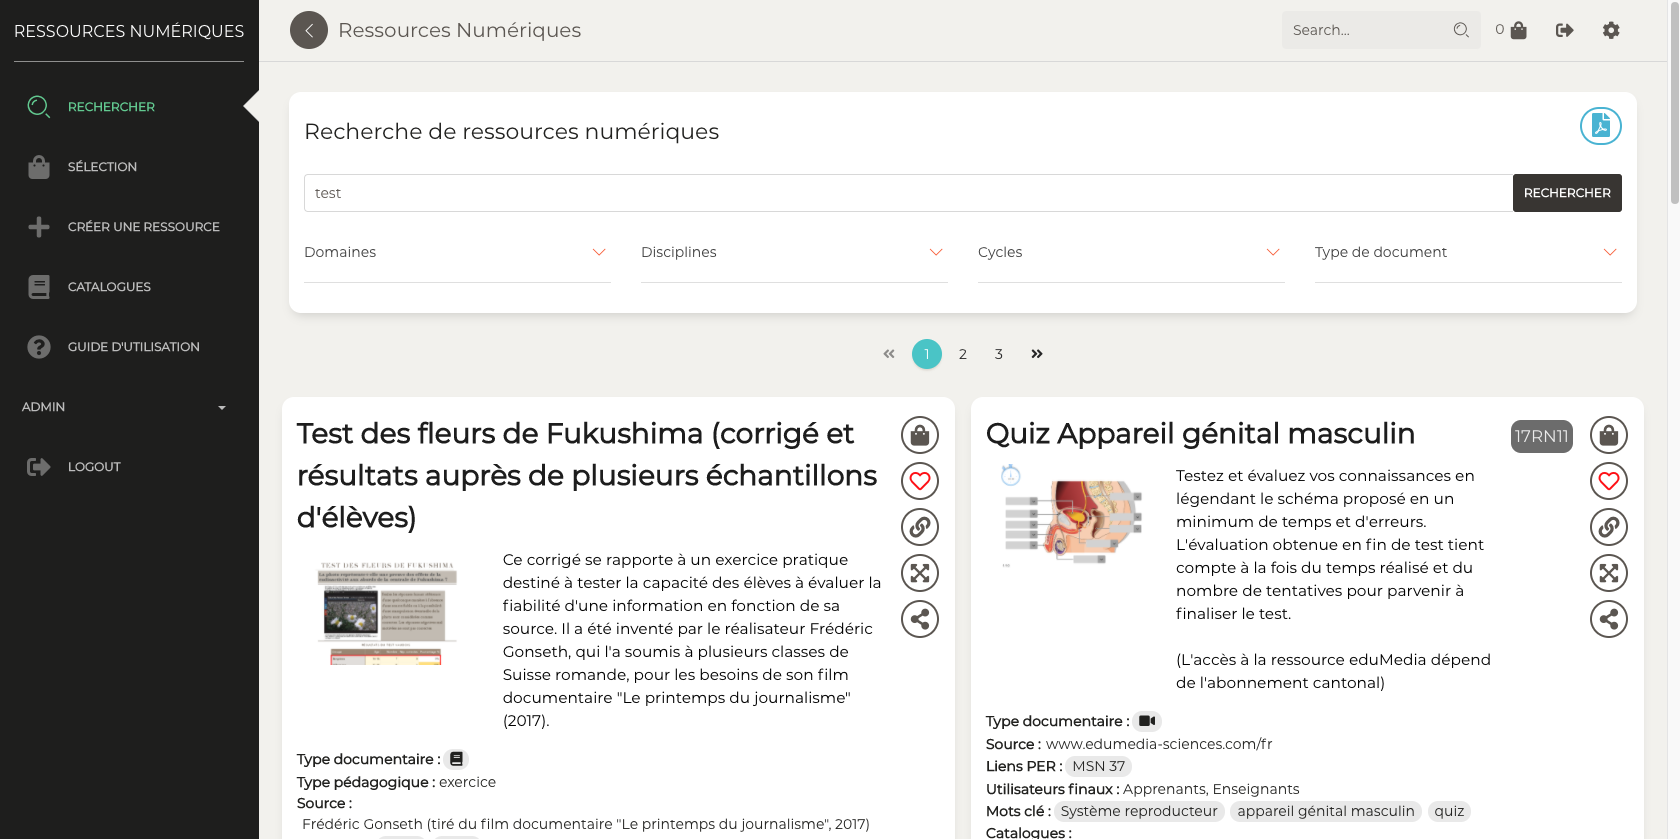 RESSOURCES NUMÉRIQUES
RECHERCHER
SÉLECTION
CRÉER UNE RESSOURCE
CATALOGUES
GUIDE D'UTILISATION
ADMIN
LOGOUT
Ressources Numériques
Search...
0
Recherche de ressources numériques
test
RECHERCHER
Domaines
Disciplines
Cycles
Type de document
« 1 2 3 »
Test des fleurs de Fukushima (corrigé et
résultats auprès de plusieurs échantillons
d'élèves)
TEST DES FLEURS DE FUKUSHIMA
Ce corrigé se rapporte à un exercice pratique
destiné à tester la capacité des élèves à évaluer la
fiabilité d'une information en fonction de sa
source. Il a été inventé par le réalisateur Frédéric
Gonseth, qui l'a soumis à plusieurs classes de
Suisse romande, pour les besoins de son film
documentaire "Le printemps du journalisme"
(2017).
Type documentaire :
Type pédagogique : exercice
Source :
Frédéric Gonseth (tiré du film documentaire "Le printemps du journalisme", 2017)
Quiz Appareil génital masculin
17RN11
Testez et évaluez vos connaissances en
légendant le schéma proposé en un
minimum de temps et d'erreurs.
L'évaluation obtenue en fin de test tient
compte à la fois du temps réalisé et du
nombre de tentatives pour parvenir à
finaliser le test.
(L'accès à la ressource eduMedia dépend
de l'abonnement cantonal)
Type documentaire :
Source : www.edumedia-sciences.com/fr
Liens PER : MSN 37
Utilisateurs finaux : Apprenants, Enseignants
Mots clé : Système reproducteur appareil génital masculin quiz
Catalogues :